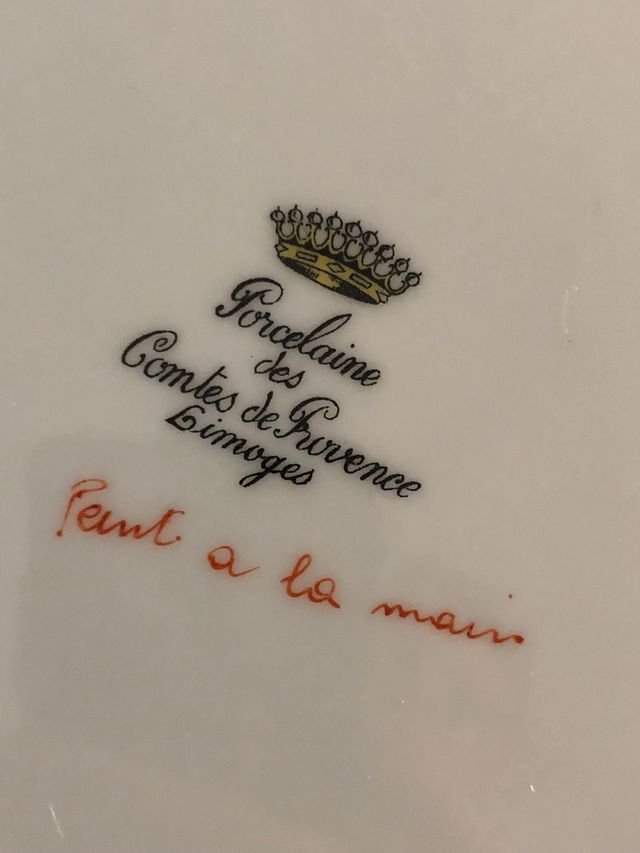 Porcelaine
des
Comtes de Provence
Limoges
Peint a la main